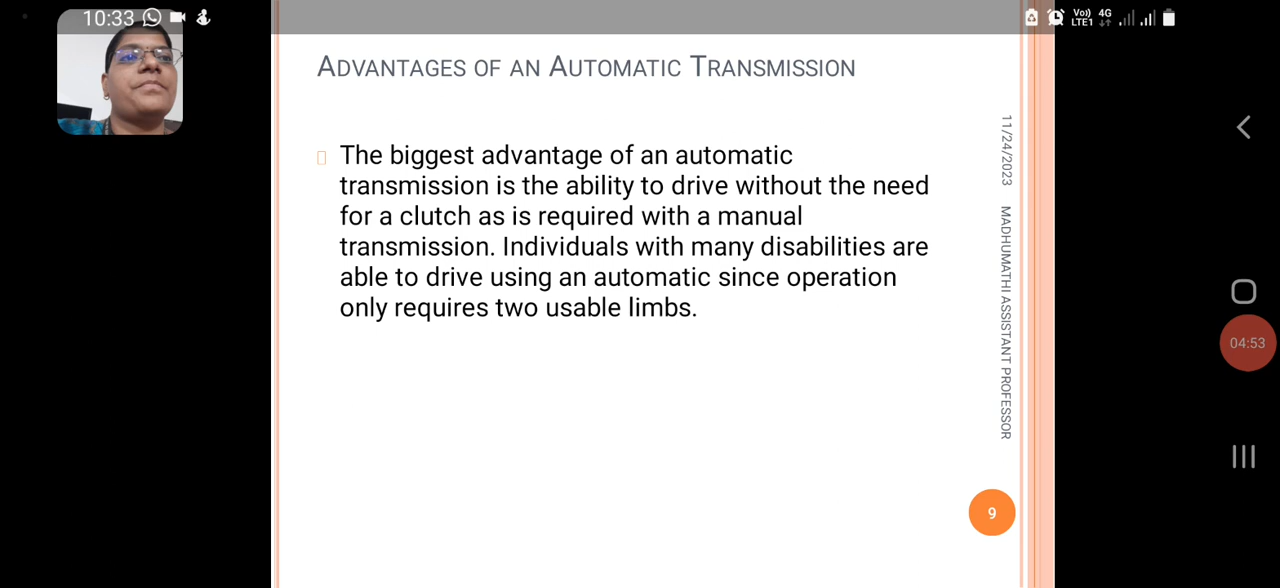 10:33
Vo)) 4G
LTE1
ADVANTAGES OF AN AUTOMATIC TRANSMISSION
The biggest advantage of an automatic
transmission is the ability to drive without the need
for a clutch as is required with a manual
transmission. Individuals with many disabilities are
able to drive using an automatic since operation
only requires two usable limbs.
11/24/2023 MADHUMATHI ASSISTANT PROFESSOR
04:53
9